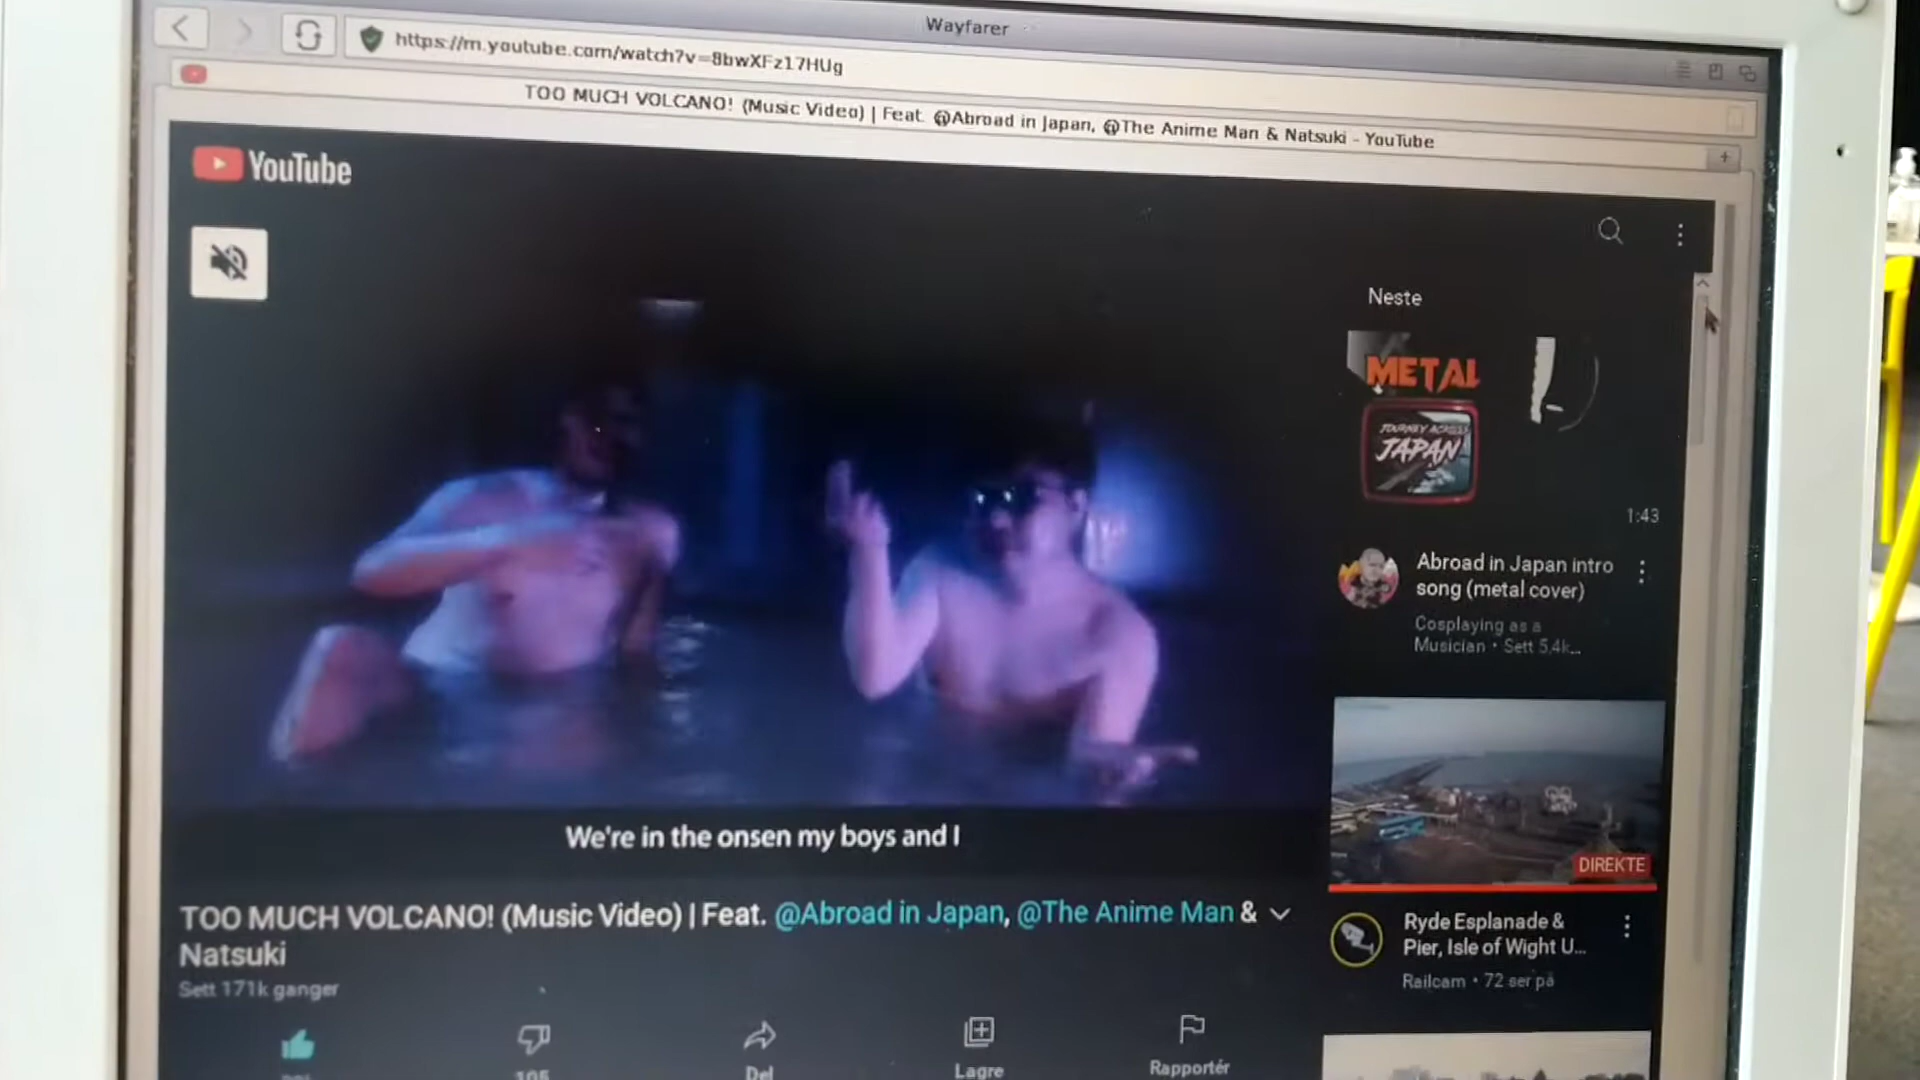 Wayfarer
https://m.youtube.com/watch?v=8bwXFz17HUg
TOO MUCH VOLCANO! (Music Video) | Feat. @Abroad in Japan, @The Anime Man & Natsuki - YouTube
YouTube
Neste
METAL
JOURNEY ACROSS
JAPAN
1:43
Abroad in Japan intro
song (metal cover)
Cosplaying as a
Musician • Sett 5,4k...
We're in the onsen my boys and I
DIREKTE
TOO MUCH VOLCANO! (Music Video) | Feat. @Abroad in Japan, @The Anime Man &
Natsuki
Sett 171k ganger
Ryde Esplanade &
Pier, Isle of Wight U...
Railcam • 72 ser på
105
Del
Lagre
Rapportér